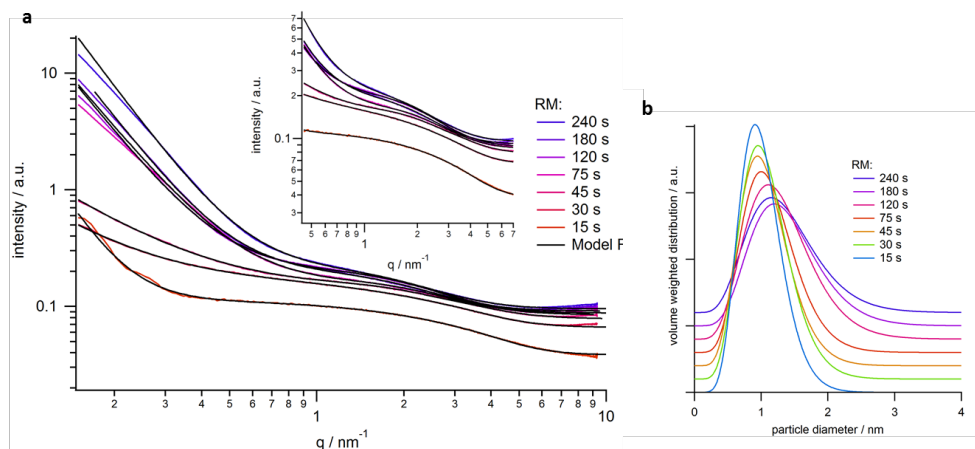 a
intensity / a.u.
10
1
0.1
2
3
4
5
6
7
8
9
1
2
3
4
5
6
7
8
9
10
q / nm-1
intensity / a.u.
7
6
5
4
3
2
0.1
8
7
6
5
4
3
5
6
7
8
9
1
2
3
4
5
6
7
q / nm-1
RM:
240 s
180 s
120 s
75 s
45 s
30 s
15 s
Model F
b
volume weighted distribution / a.u.
RM:
240 s
180 s
120 s
75 s
45 s
30 s
15 s
0
1
2
3
4
particle diameter / nm